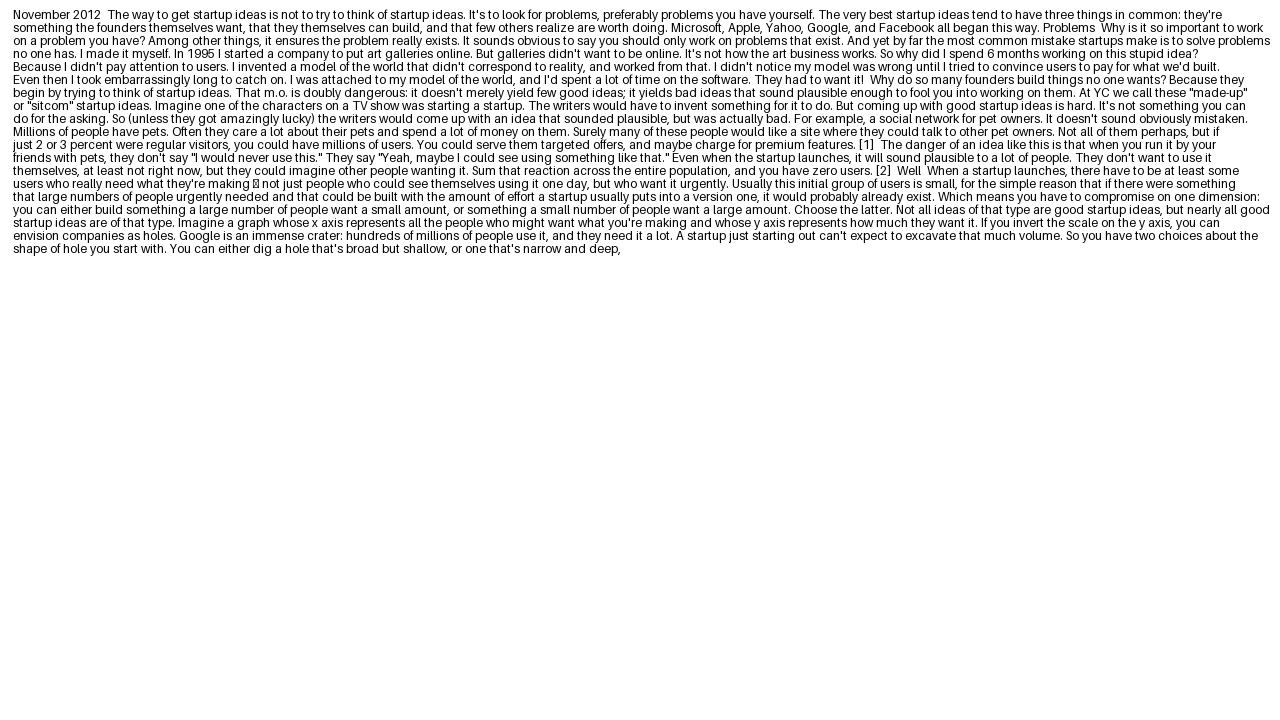 November 2012  The way to get startup ideas is not to try to think of startup ideas. It's to look for problems, preferably problems you have yourself. The very best startup ideas tend to have three things in common: they're
something the founders themselves want, that they themselves can build, and that few others realize are worth doing. Microsoft, Apple, Yahoo, Google, and Facebook all began this way. Problems  Why is it so important to work
on a problem you have? Among other things, it ensures the problem really exists. It sounds obvious to say you should only work on problems that exist. And yet by far the most common mistake startups make is to solve problems
no one has. I made it myself. In 1995 I started a company to put art galleries online. But galleries didn't want to be online. It's not how the art business works. So why did I spend 6 months working on this stupid idea?
Because I didn't pay attention to users. I invented a model of the world that didn't correspond to reality, and worked from that. I didn't notice my model was wrong until I tried to convince users to pay for what we'd built.
Even then I took embarrassingly long to catch on. I was attached to my model of the world, and I'd spent a lot of time on the software. They had to want it!  Why do so many founders build things no one wants? Because they
begin by trying to think of startup ideas. That m.o. is doubly dangerous: it doesn't merely yield few good ideas; it yields bad ideas that sound plausible enough to fool you into working on them. At YC we call these "made-up"
or "sitcom" startup ideas. Imagine one of the characters on a TV show was starting a startup. The writers would have to invent something for it to do. But coming up with good startup ideas is hard. It's not something you can
do for the asking. So (unless they got amazingly lucky) the writers would come up with an idea that sounded plausible, but was actually bad. For example, a social network for pet owners. It doesn't sound obviously mistaken.
Millions of people have pets. Often they care a lot about their pets and spend a lot of money on them. Surely many of these people would like a site where they could talk to other pet owners. Not all of them perhaps, but if
just 2 or 3 percent were regular visitors, you could have millions of users. You could serve them targeted offers, and maybe charge for premium features. [1]  The danger of an idea like this is that when you run it by your
friends with pets, they don't say "I would never use this." They say "Yeah, maybe I could see using something like that." Even when the startup launches, it will sound plausible to a lot of people. They don't want to use it
themselves, at least not right now, but they could imagine other people wanting it. Sum that reaction across the entire population, and you have zero users. [2]  Well  When a startup launches, there have to be at least some
users who really need what they're making not just people who could see themselves using it one day, but who want it urgently. Usually this initial group of users is small, for the simple reason that if there were something
that large numbers of people urgently needed and that could be built with the amount of effort a startup usually puts into a version one, it would probably already exist. Which means you have to compromise on one dimension:
you can either build something a large number of people want a small amount, or something a small number of people want a large amount. Choose the latter. Not all ideas of that type are good startup ideas, but nearly all good
startup ideas are of that type. Imagine a graph whose x axis represents all the people who might want what you're making and whose y axis represents how much they want it. If you invert the scale on the y axis, you can
envision companies as holes. Google is an immense crater: hundreds of millions of people use it, and they need it a lot. A startup just starting out can't expect to excavate that much volume. So you have two choices about the
shape of hole you start with. You can either dig a hole that's broad but shallow, or one that's narrow and deep,